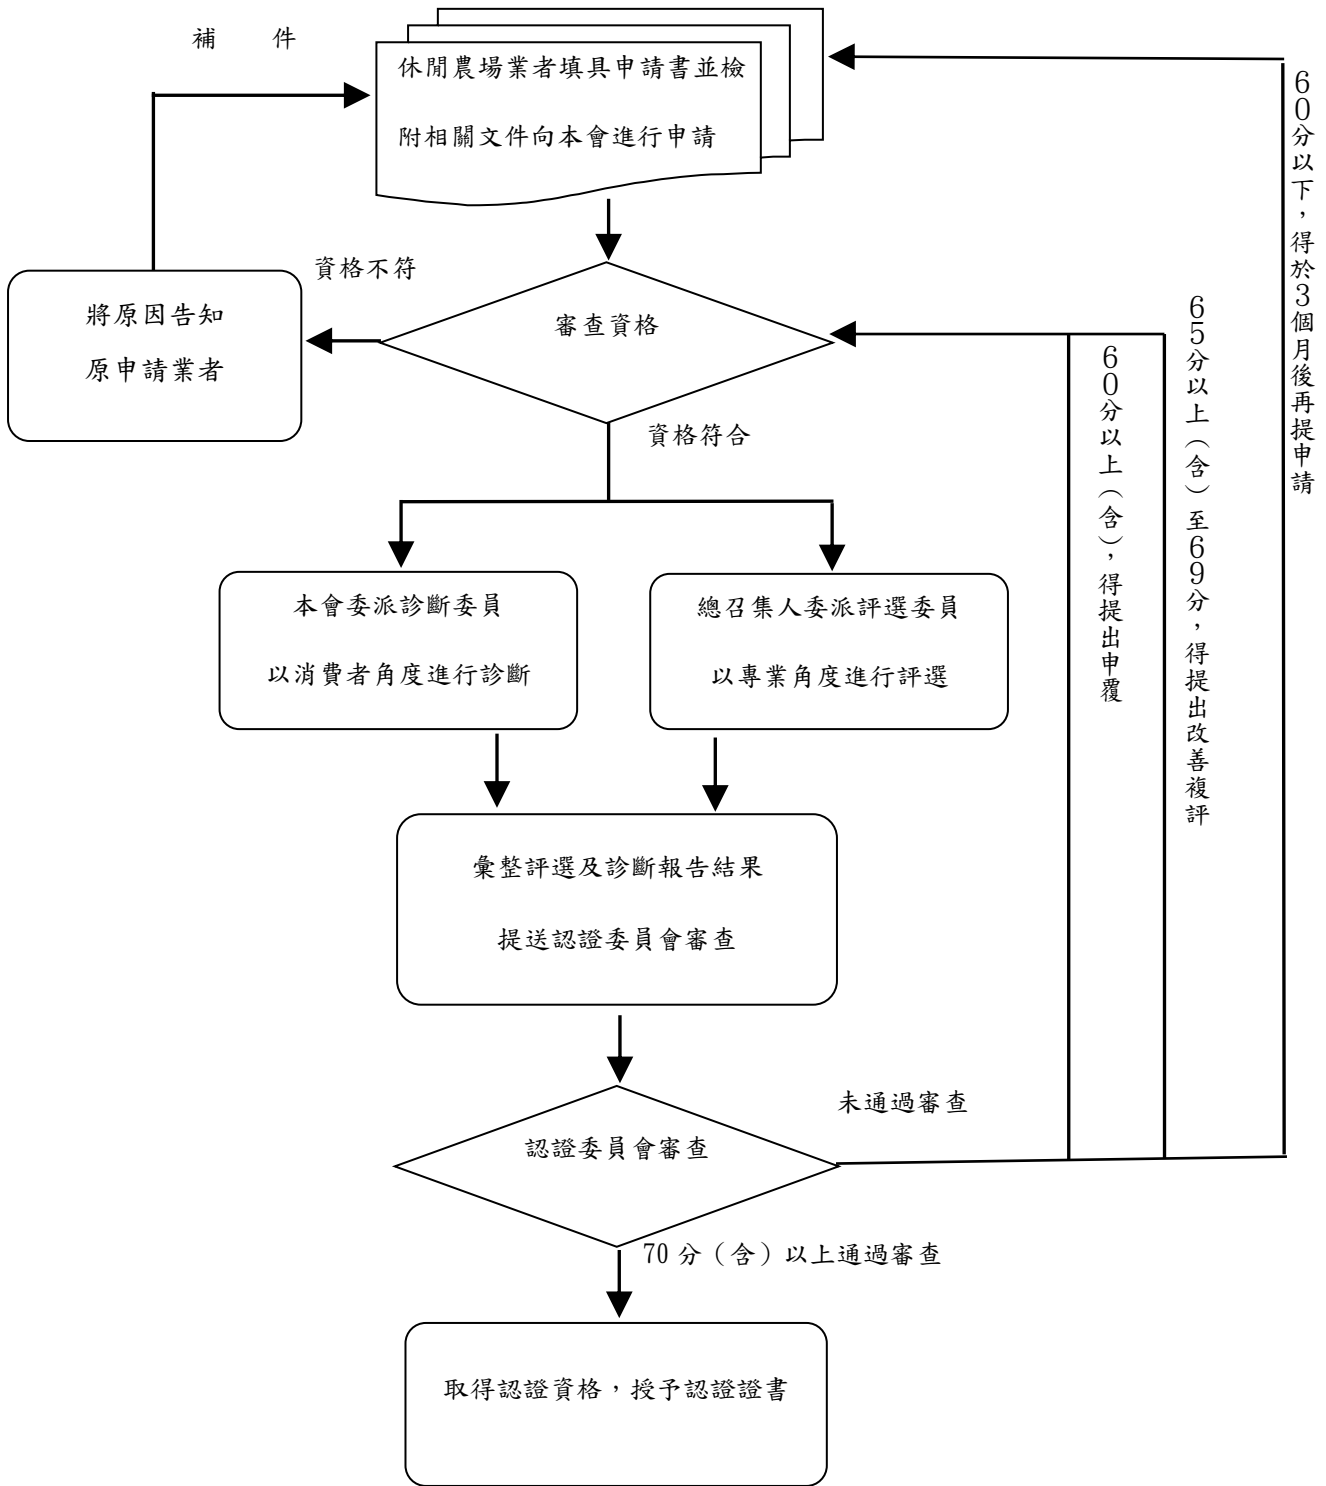 補 件
休閒農場業者填具申請書並檢
附相關文件向本會進行申請
資格不符
將原因告知
原申請業者
審查資格
資格符合
本會委派診斷委員
以消費者角度進行診斷
總召集人委派評選委員
以專業角度進行評選
彙整評選及診斷報告結果
提送認證委員會審查
認證委員會審查
未通過審查
60分以上（含），得提出申覆
65分以上（含）至69分，得提出改善複評
60分以下，得於3個月後再提申請
70 分（含）以上通過審查
取得認證資格，授予認證證書